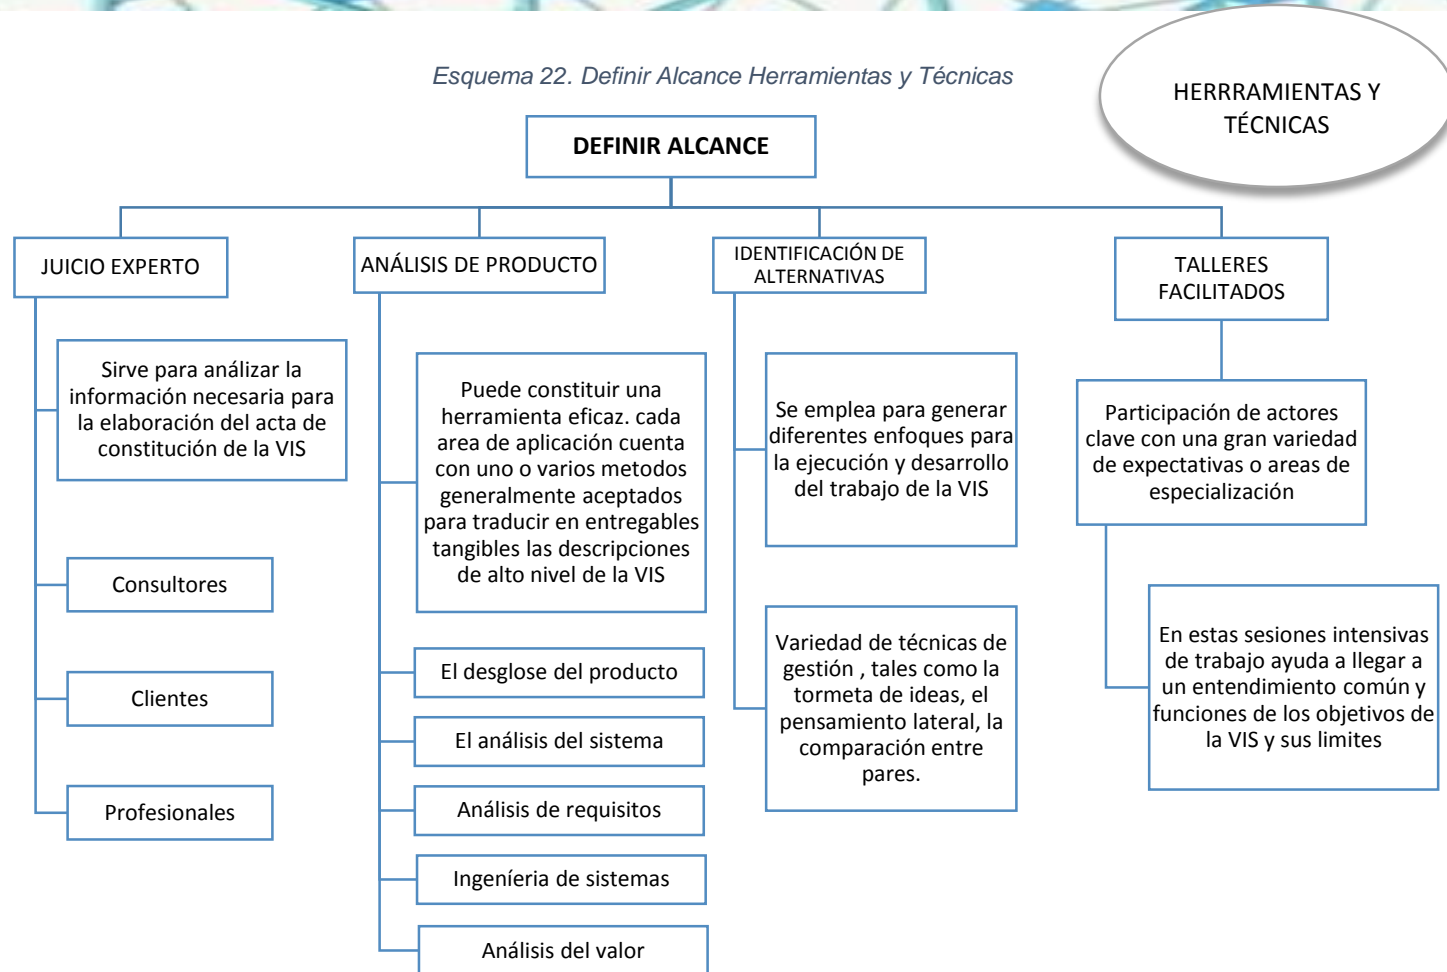 Esquema 22. Definir Alcance Herramientas y Técnicas
HERRRAMIENTAS Y
TÉCNICAS
DEFINIR ALCANCE
JUICIO EXPERTO
Sirve para análizar la
información necesaria para
la elaboración del acta de
constitución de la VIS
Consultores
Clientes
Profesionales
ANÁLISIS DE PRODUCTO
Puede constituir una
herramienta eficaz. cada
area de aplicación cuenta
con uno o varios metodos
generalmente aceptados
para traducir en entregables
tangibles las descripciones
de alto nivel de la VIS
El desglose del producto
El análisis del sistema
Análisis de requisitos
Ingeníeria de sistemas
Análisis del valor
IDENTIFICACIÓN DE
ALTERNATIVAS
Se emplea para generar
diferentes enfoques para
la ejecución y desarrollo
del trabajo de la VIS
Variedad de técnicas de
gestión , tales como la
tormeta de ideas, el
pensamiento lateral, la
comparación entre
pares.
TALLERES
FACILITADOS
Participación de actores
clave con una gran variedad
de expectativas o areas de
especialización
En estas sesiones intensivas
de trabajo ayuda a llegar a
un entendimiento común y
funciones de los objetivos de
la VIS y sus limites